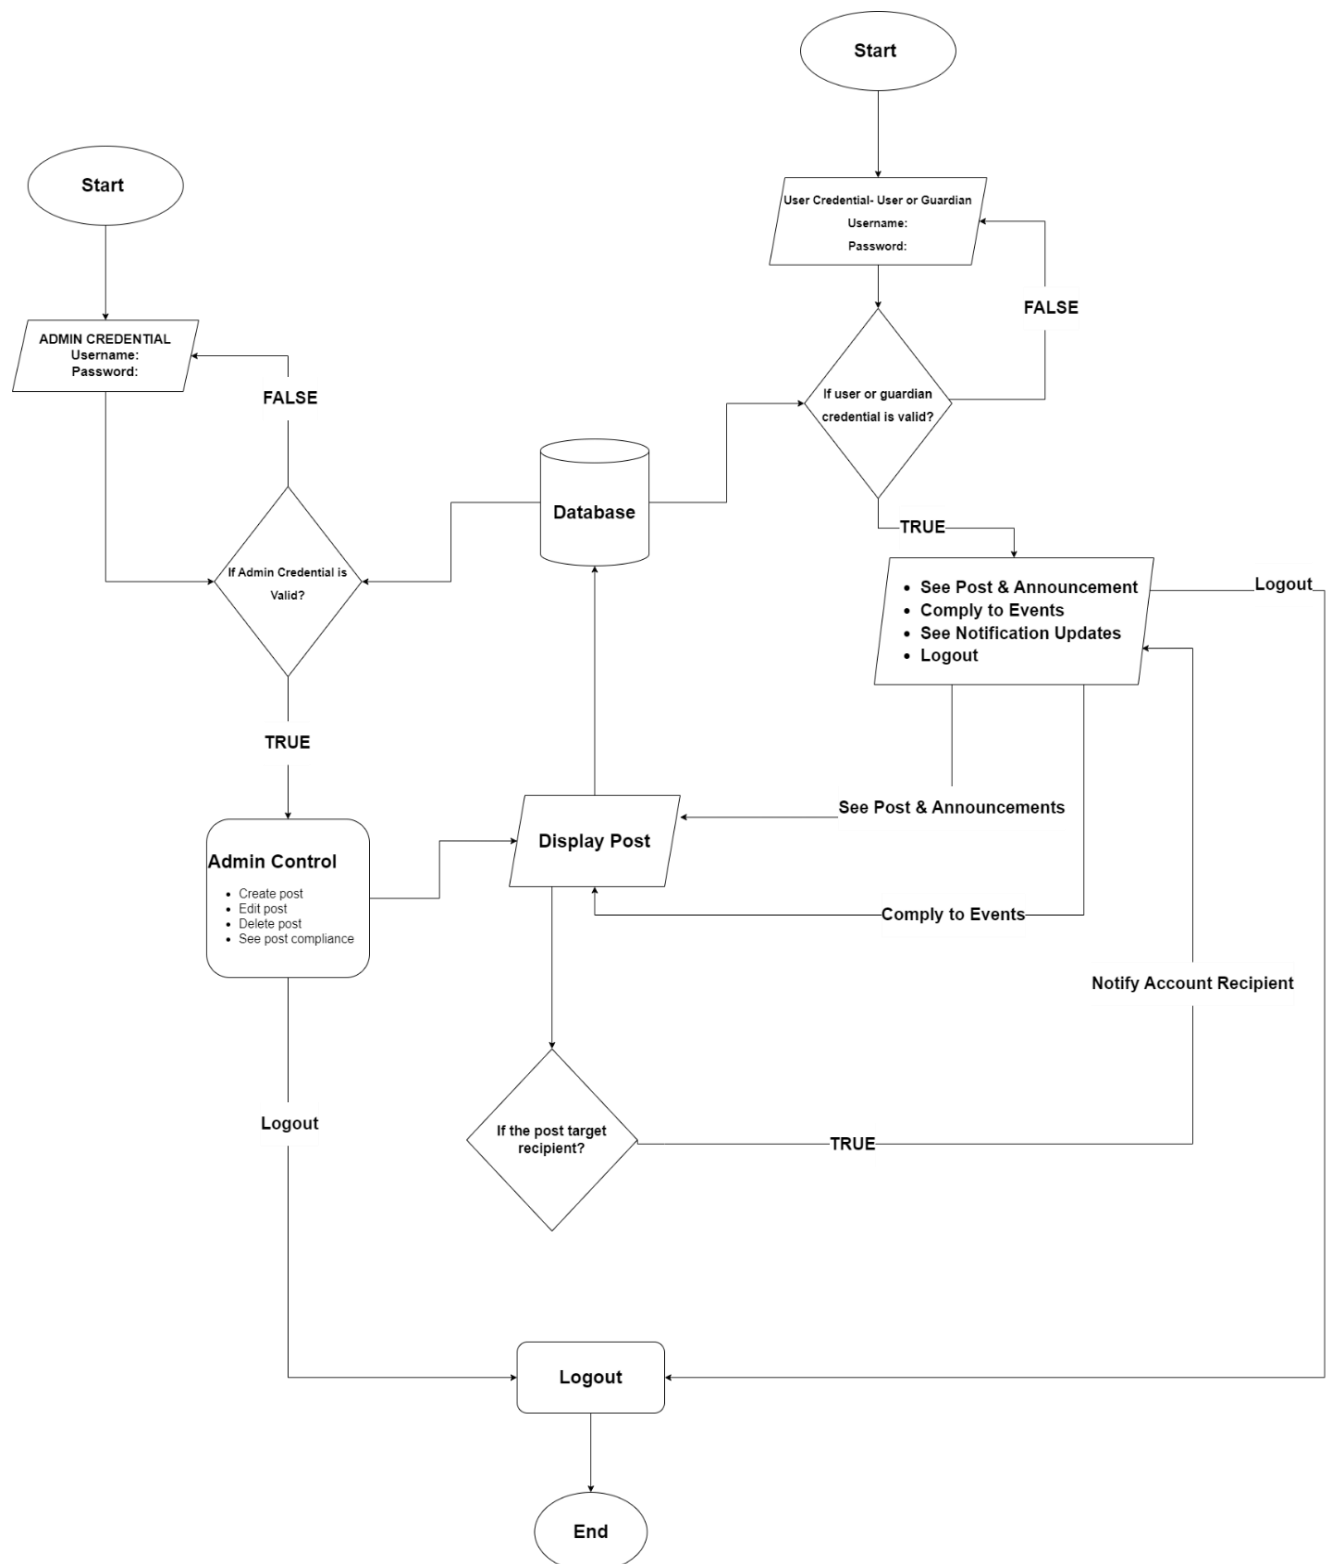 Start
Start
User Credential- User or Guardian
Username:
Password:
FALSE
ADMIN CREDENTIAL
Username:
Password:
FALSE
If user or guardian
credential is valid?
Database
TRUE
If Admin Credential is
Valid?
• See Post & Announcement
• Comply to Events
• See Notification Updates
• Logout
Logout
TRUE
See Post & Announcements
Display Post
Admin Control
• Create post
• Edit post
• Delete post
• See post compliance
Comply to Events
Notify Account Recipient
Logout
If the post target
recipient?
TRUE
Logout
End